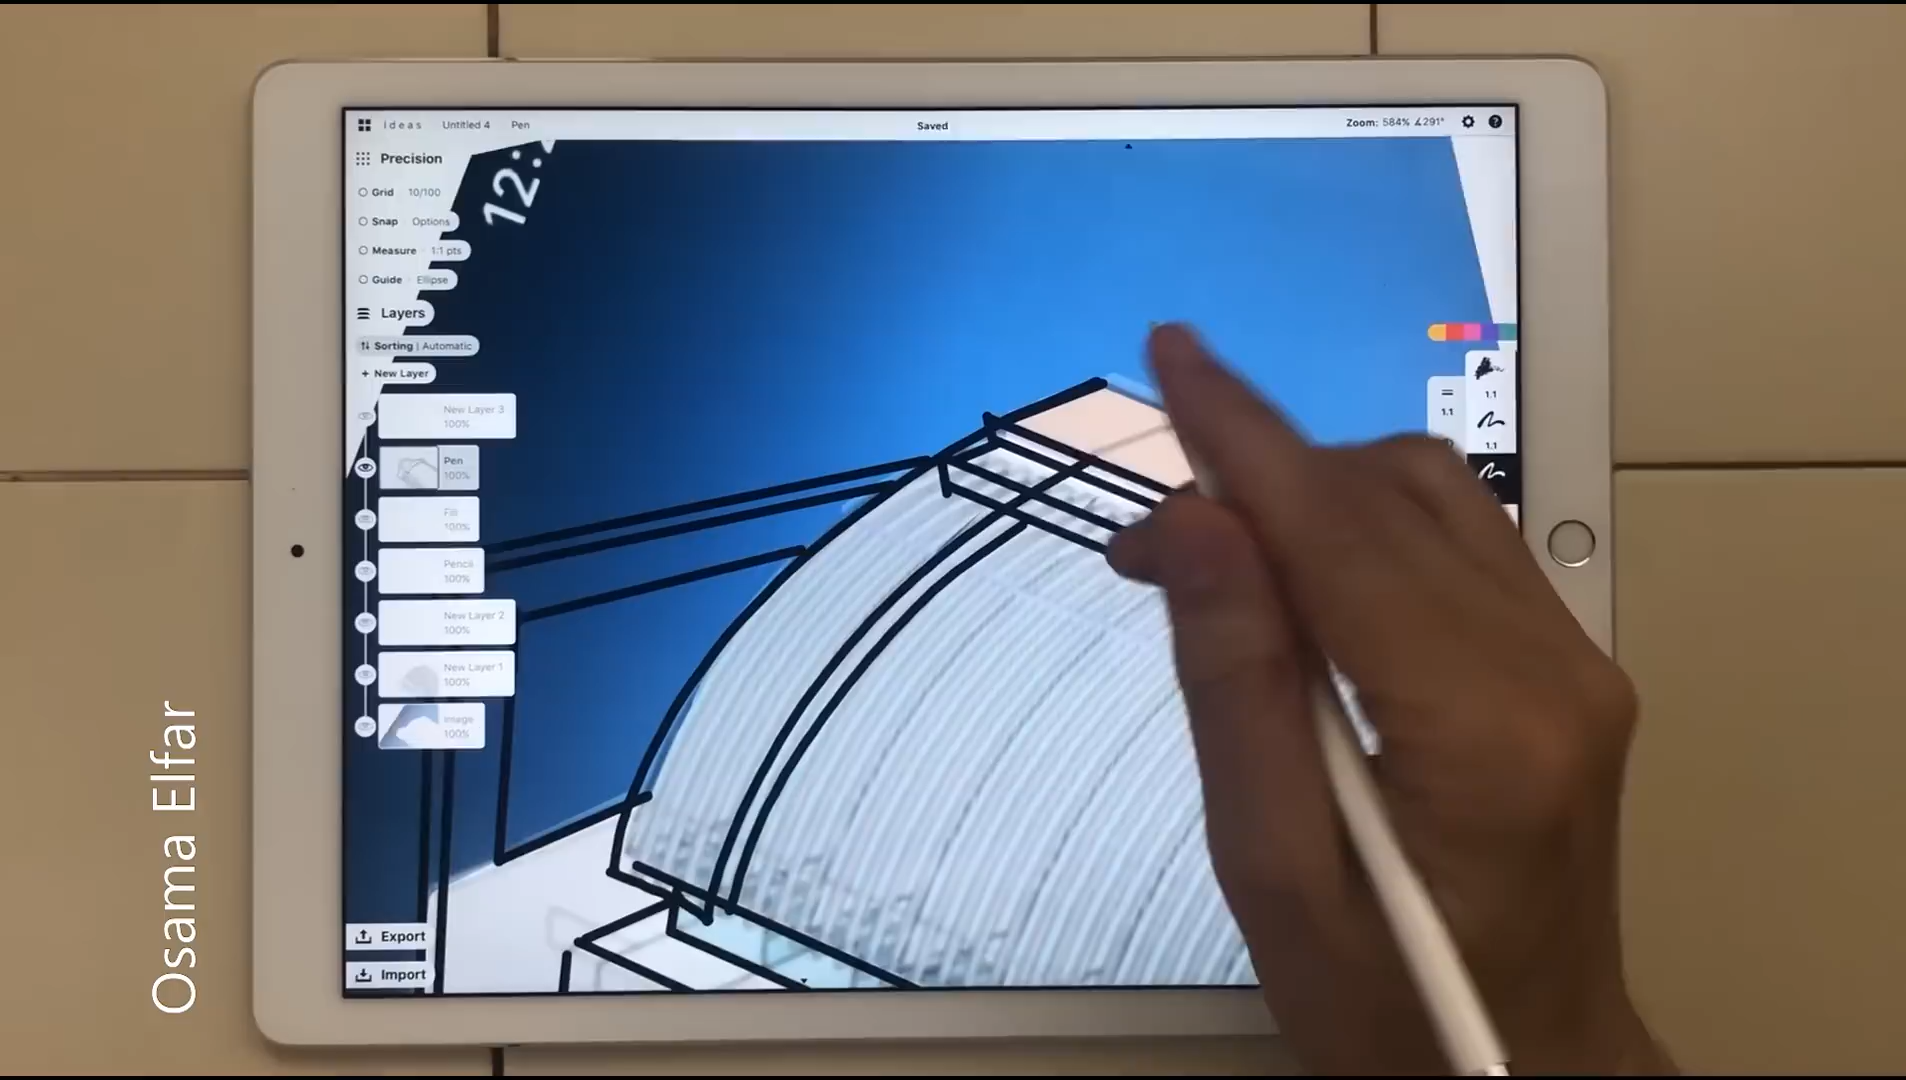 Ideas Untitled 4 Pen Saved Zoom: 584% ∡291°
Precision
Grid 10/100
Snap Options
Measure 1:1 pts
Guide Ellipse
Layers
Sorting | Automatic
+ New Layer
New Layer 3
100%
Pen
100%
Fill
100%
Pencil
100%
New Layer 2
100%
New Layer 1
100%
Image
100%
Export
Import
12:
1.1
1.1
1.1
Osama Elfar